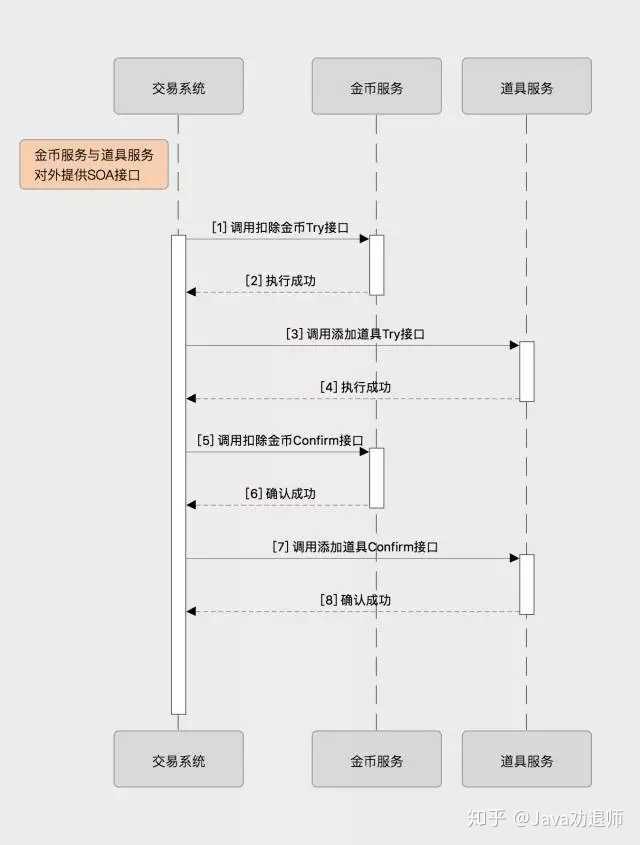 交易系统
金币服务
道具服务
金币服务与道具服务
对外提供SOA接口
[1] 调用扣除金币Try接口
[2] 执行成功
[3] 调用添加道具Try接口
[4] 执行成功
[5] 调用扣除金币Confirm接口
[6] 确认成功
[7] 调用添加道具Confirm接口
[8] 确认成功
交易系统
金币服务
道具服务
知乎 @Java劝退师